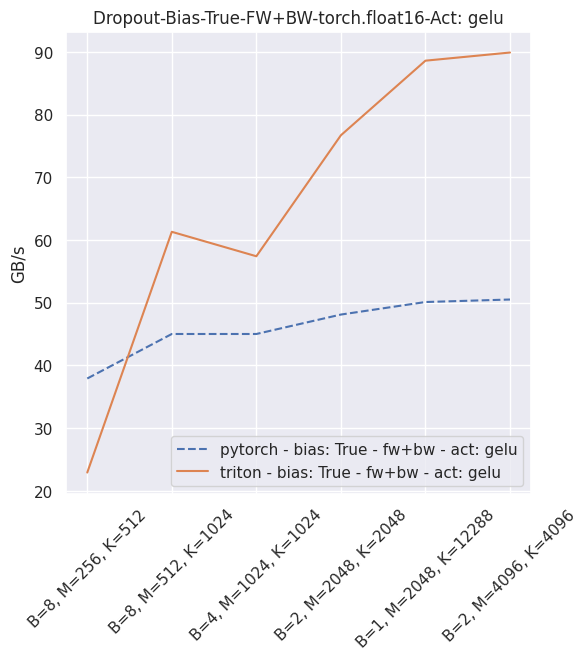 Dropout-Bias-True-FW+BW-torch.float16-Act: gelu
90
80
70
60
50
40
30
20
GB/s
pytorch - bias: True - fw+bw - act: gelu
triton - bias: True - fw+bw - act: gelu
B=8, M=256, K=512
B=8, M=512, K=1024
B=4, M=1024, K=1024
B=2, M=2048, K=2048
B=1, M=2048, K=12288
B=2, M=4096, K=4096